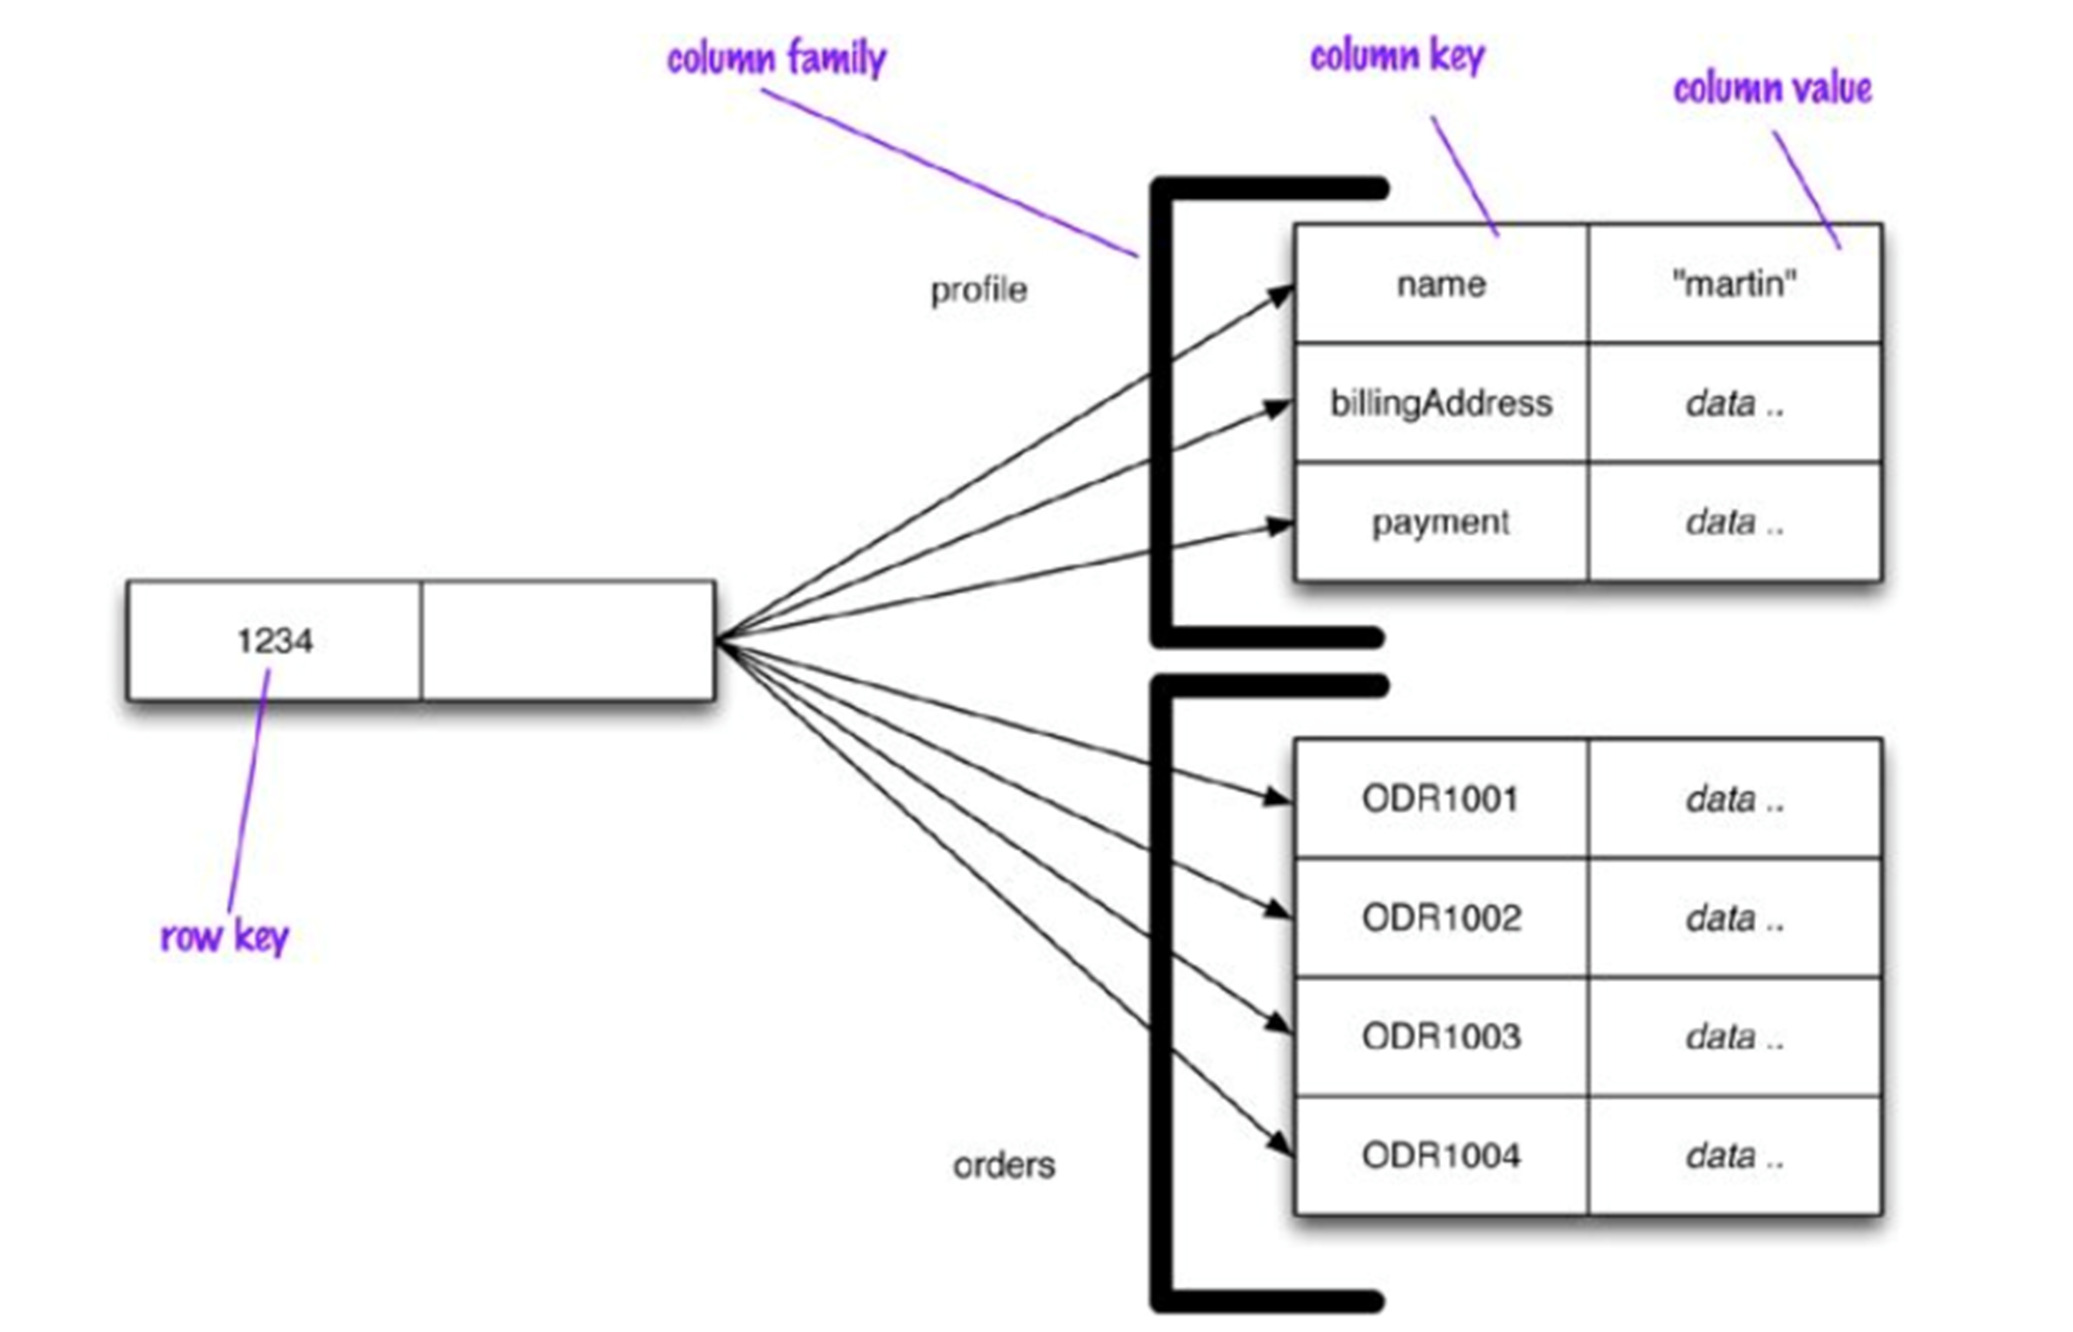 column family
column key
column value
profile
name
"martin"
billingAddress
data ..
payment
data ..
1234
row key
ODR1001
data ..
ODR1002
data ..
ODR1003
data ..
ODR1004
data ..
orders